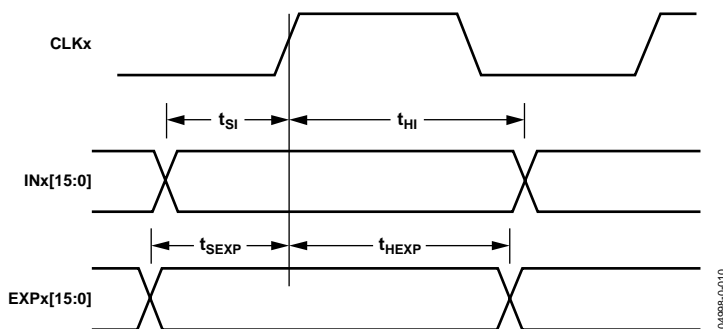 CLKx
tSI
tHI
INx[15:0]
tSEXP
tHEXP
EXPx[15:0]
04998-0-010